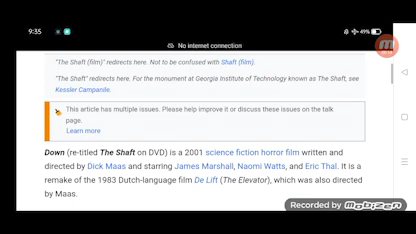 9:35
49%
No internet connection
"The Shaft (film)" redirects here. Not to be confused with Shaft (film).
"The Shaft" redirects here. For the monument at Georgia Institute of Technology known as The Shaft, see
Kessler Campanile.
This article has multiple issues. Please help improve it or discuss these issues on the talk
page.
Learn more
Down (re-titled The Shaft on DVD) is a 2001 science fiction horror film written and
directed by Dick Maas and starring James Marshall, Naomi Watts, and Eric Thal. It is a
remake of the 1983 Dutch-language film De Lift (The Elevator), which was also directed
by Maas.
Recorded by mobizen